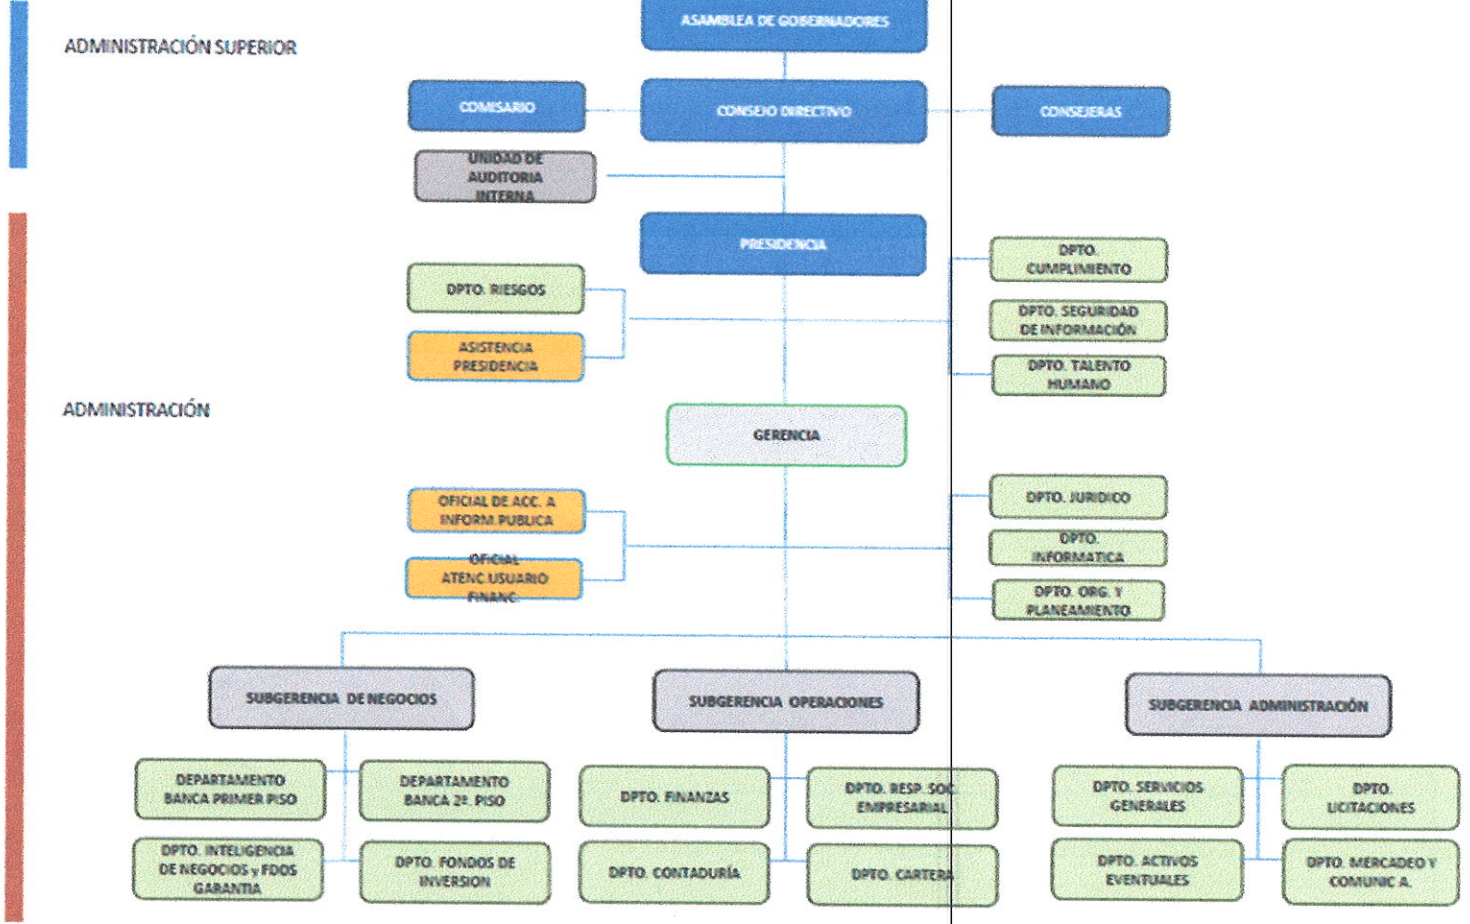 ASAMBLEA DE GOBERNADORES
ADMINISTRACIÓN SUPERIOR
COMISARIO
CONSEJO DIRECTIVO
CONSEJERAS
UNIDAD DE
AUDITORIA
INTERNA
PRESIDENCIA
DPTO.
CUMPLIMIENTO
DPTO. RIESGOS
DPTO. SEGURIDAD
DE INFORMACIÓN
ASISTENCIA
PRESIDENCIA
DPTO. TALENTO
HUMANO
ADMINISTRACIÓN
GERENCIA
OFICIAL DE ACC. A
INFORM.PUBLICA
DPTO. JURIDICO
DPTO.
INFORMATICA
OFICIAL
ATENC.USUARIO
FINANC.
DPTO. ORG. Y
PLANEAMIENTO
SUBGERENCIA DE NEGOCIOS
SUBGERENCIA OPERACIONES
SUBGERENCIA ADMINISTRACIÓN
DEPARTAMENTO
BANCA PRIMER PISO
DEPARTAMENTO
BANCA 2º. PISO
DPTO. FINANZAS
DPTO. RESP. SOC.
EMPRESARIAL
DPTO. SERVICIOS
GENERALES
DPTO.
LICITACIONES
DPTO. INTELIGENCIA
DE NEGOCIOS y FDOS
GARANTIA
DPTO. FONDOS DE
INVERSION
DPTO. CONTADURÍA
DPTO. CARTERA
DPTO. ACTIVOS
EVENTUALES
DPTO. MERCADEO Y
COMUNIC A.